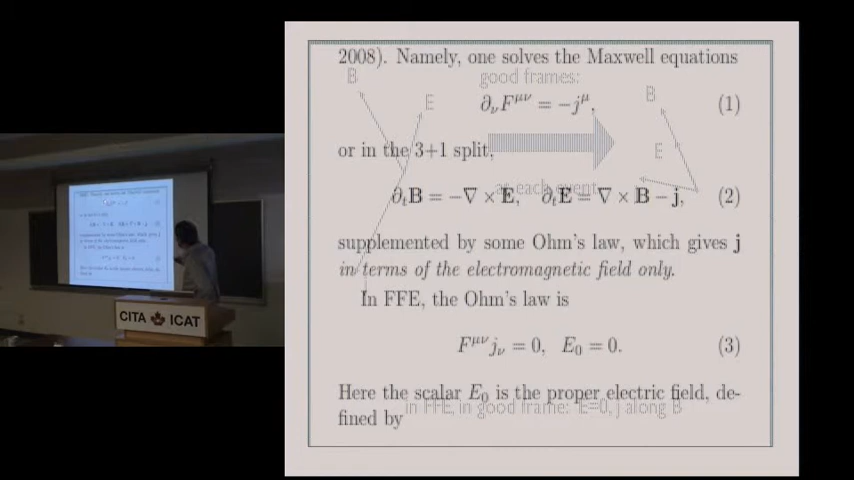 2008). Namely, one solves the Maxwell equations
good frames:
B
E
B
E
∂_νF^{μν} = −j^μ, (1)
or in the 3+1 split,
at each event
∂_t𝐁 = −∇ × 𝐄, ∂_t𝐄 = ∇ × 𝐁 − 𝐣, (2)
supplemented by some Ohm's law, which gives 𝐣
in terms of the electromagnetic field only.
In FFE, the Ohm's law is
F^{μν}j_ν = 0, E_0 = 0. (3)
Here the scalar E_0 is the proper electric field, de-
in FFE, in good frame: E=0, j along B
fined by
CITA ICAT